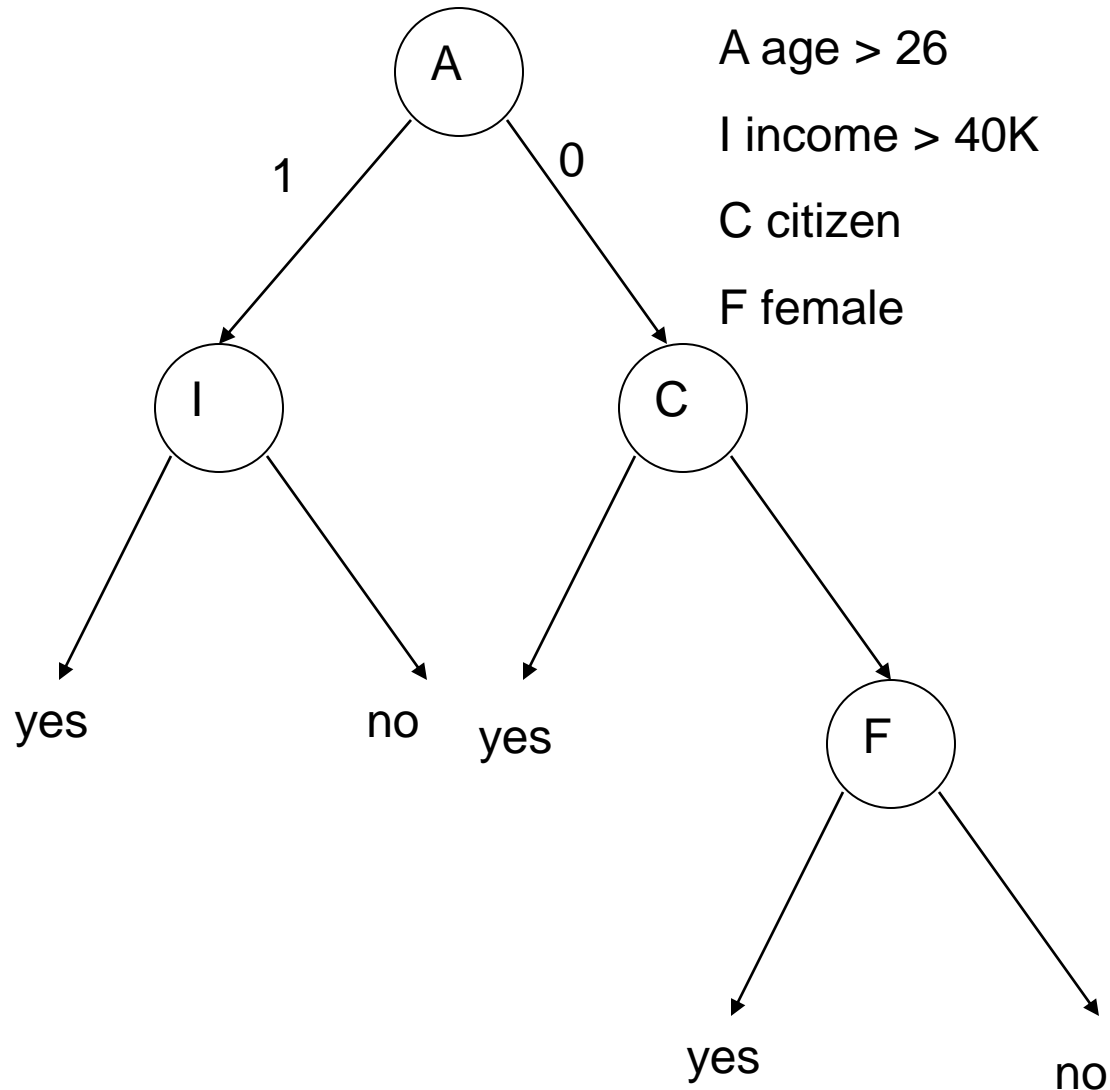 A
A age > 26
I income > 40K
C citizen
F female
1
0
I
C
yes
no
yes
F
yes
no